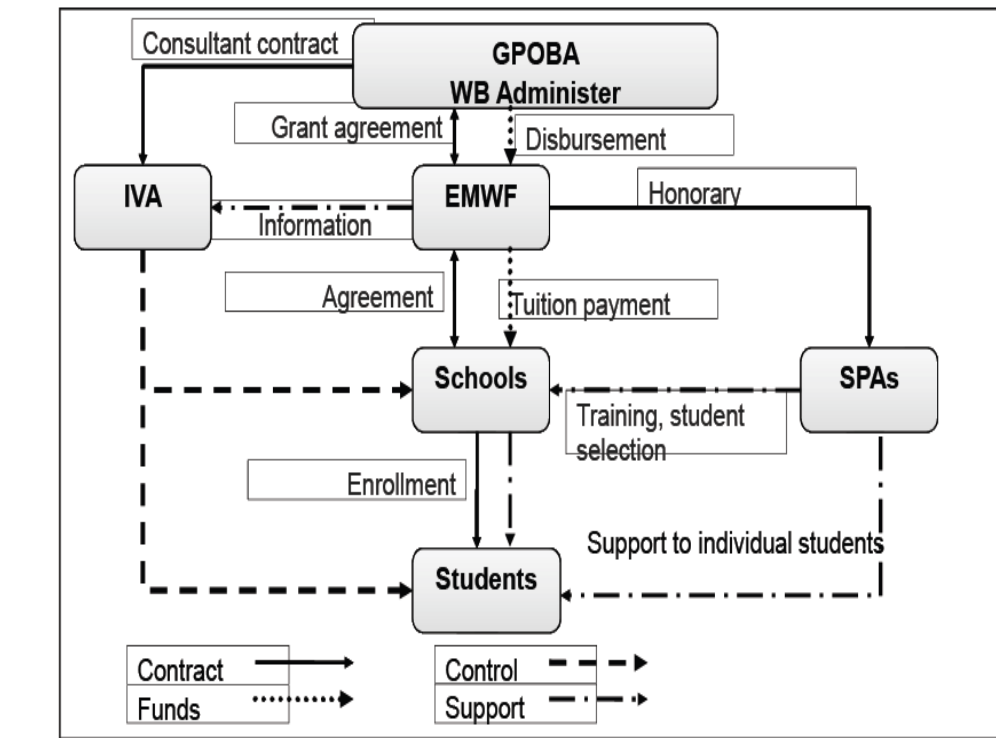 Consultant contract
GPOBA
WB Administer
Grant agreement
Disbursement
IVA
EMWF
Honorary
Information
Agreement
Tuition payment
Schools
SPAs
Training, student
selection
Enrollment
Support to individual students
Students
Contract
Control
Funds
Support